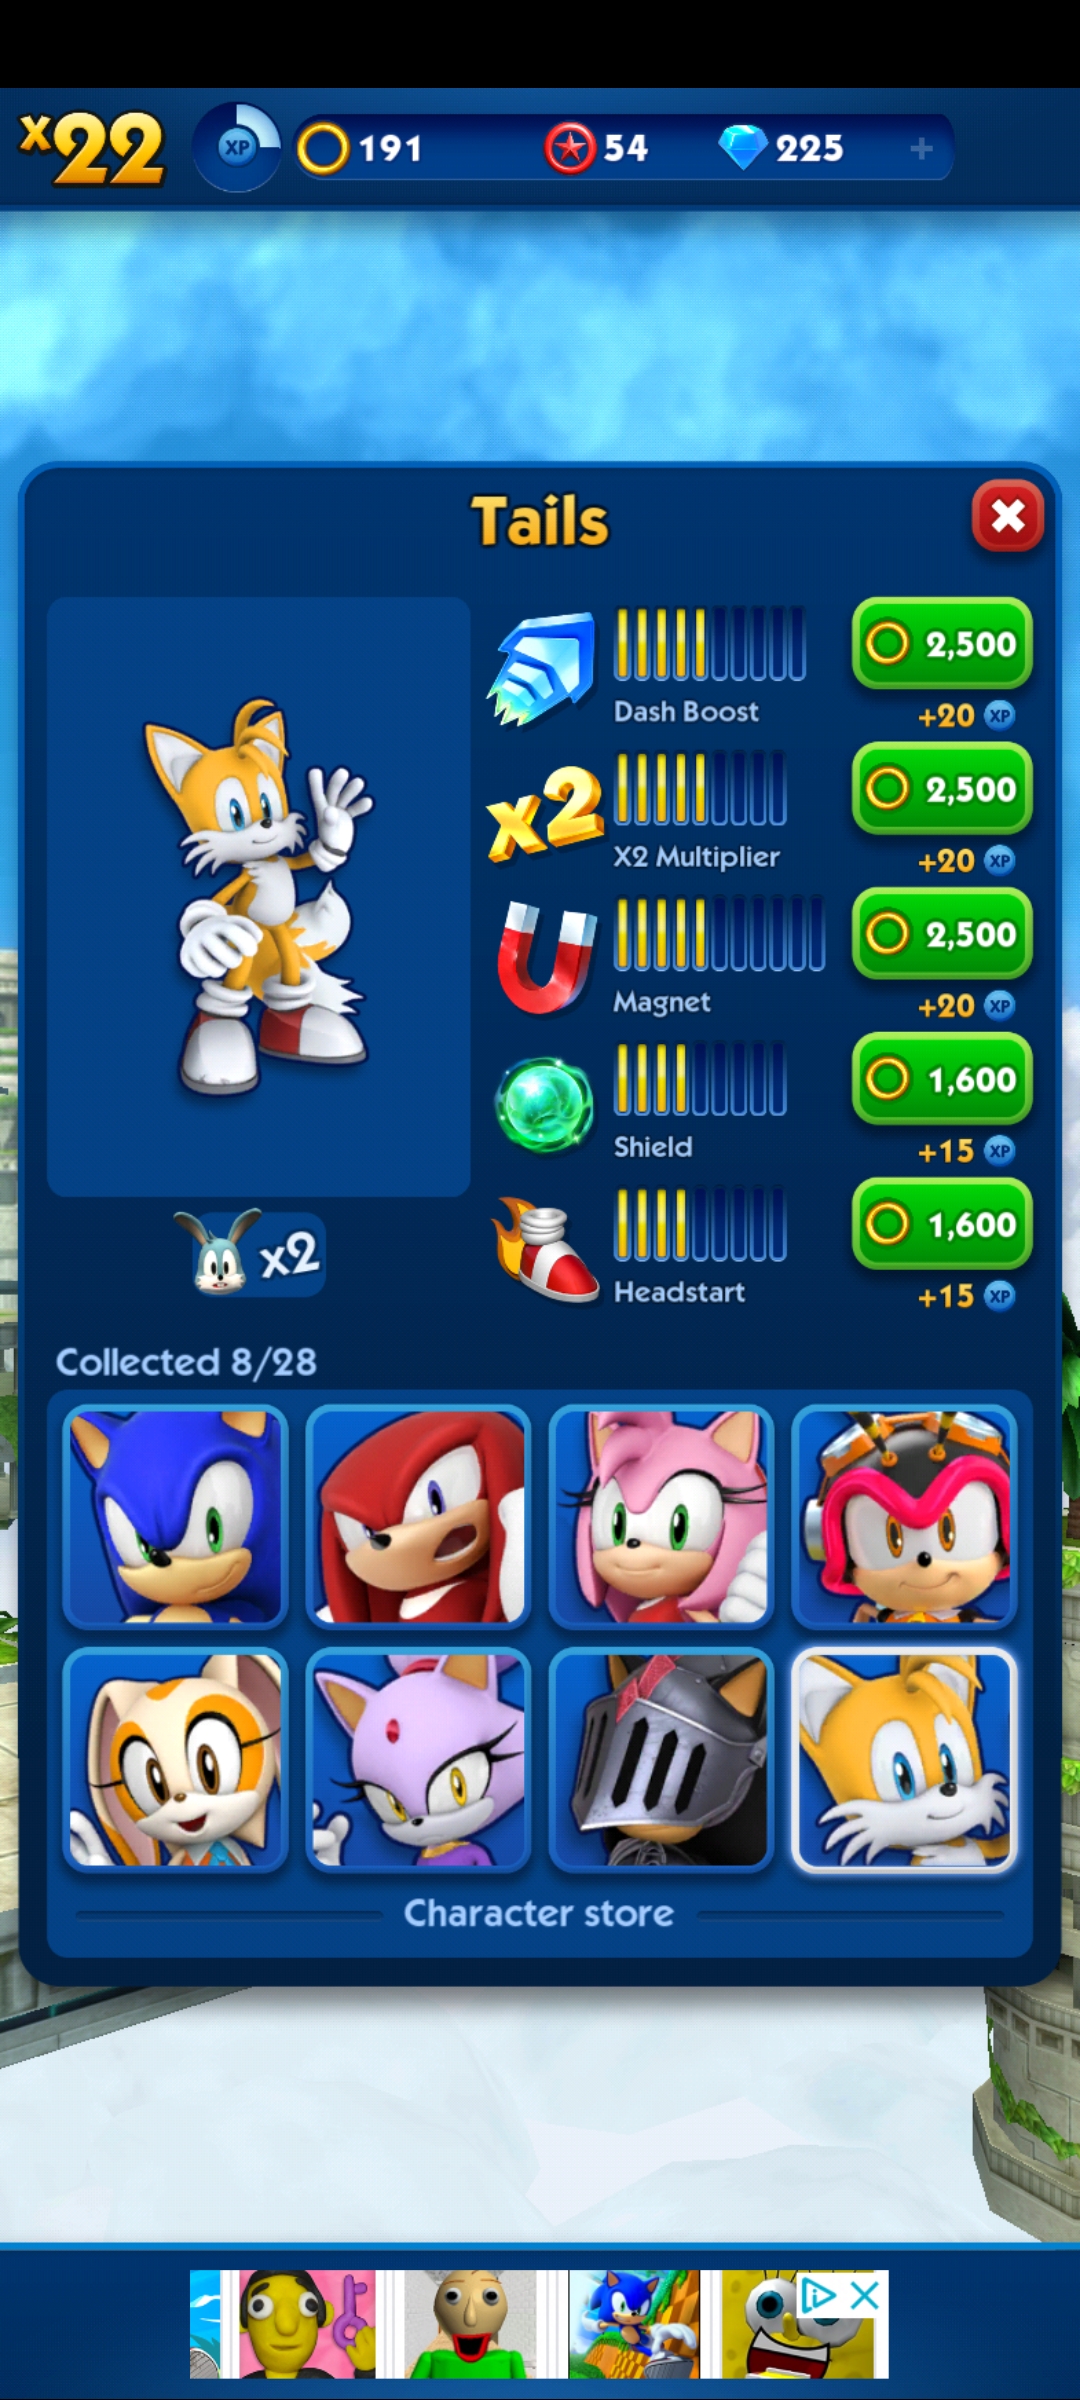 x22 XP 191 54 225 +
Tails
2,500
Dash Boost
+20 XP
x2
2,500
X2 Multiplier
+20 XP
2,500
Magnet
+20 XP
1,600
Shield
+15 XP
x2
1,600
Headstart
+15 XP
Collected 8/28
Character store